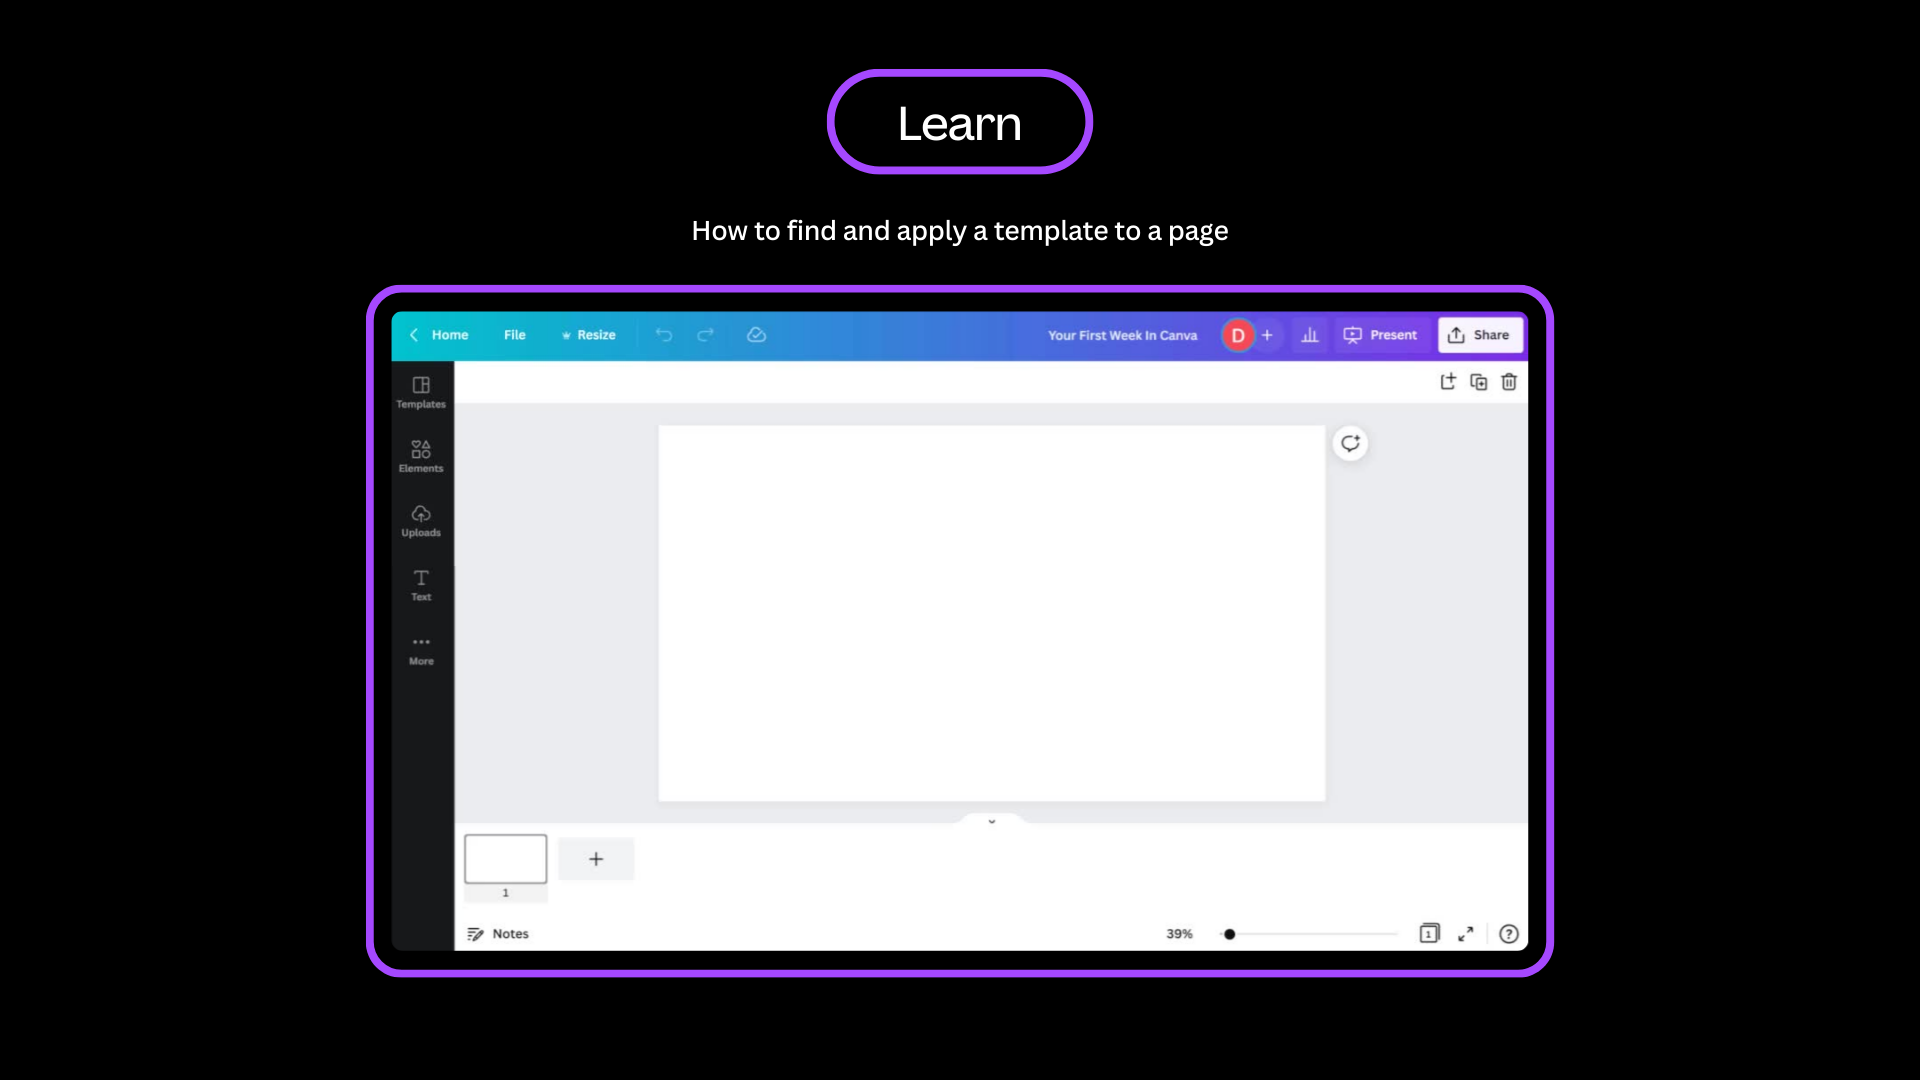 Learn
How to find and apply a template to a page
Home File Resize Your First Week In Canva D + Present Share
Templates
Elements
Uploads
Text
More
+
1
Notes 39% 1 ?